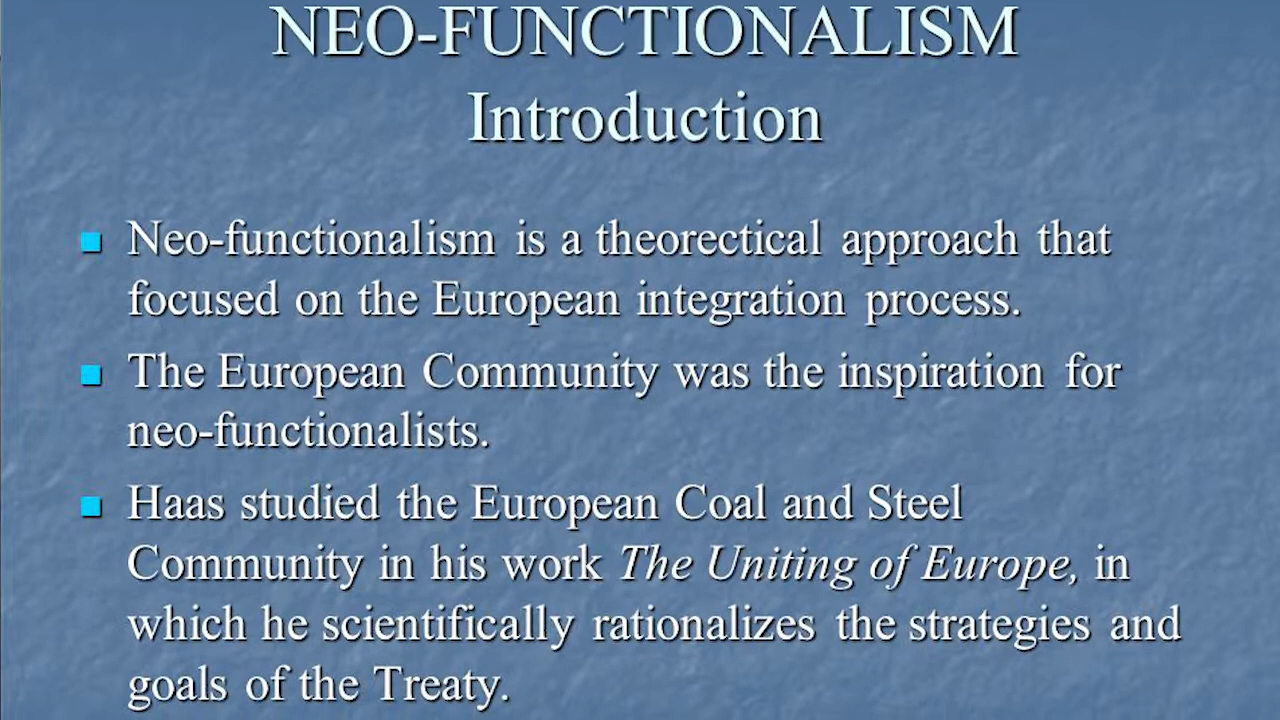 NEO-FUNCTIONALISM
Introduction
Neo-functionalism is a theorectical approach that
focused on the European integration process.
The European Community was the inspiration for
neo-functionalists.
Haas studied the European Coal and Steel
Community in his work The Uniting of Europe, in
which he scientifically rationalizes the strategies and
goals of the Treaty.